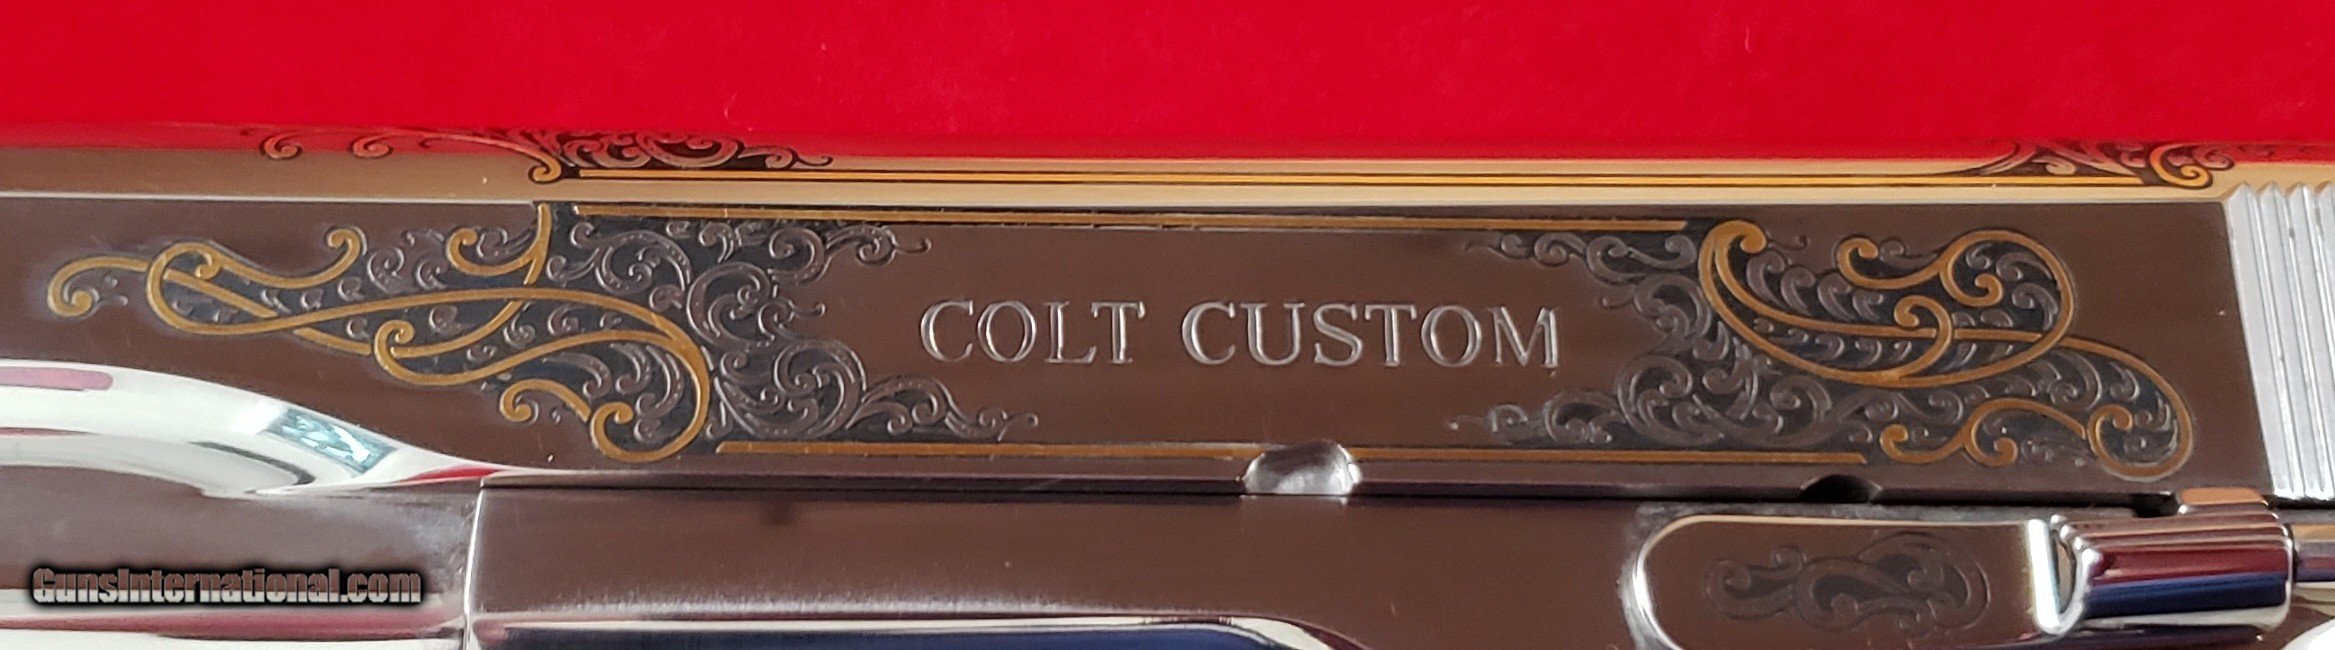 COLT CUSTOM
GunsInternational.com